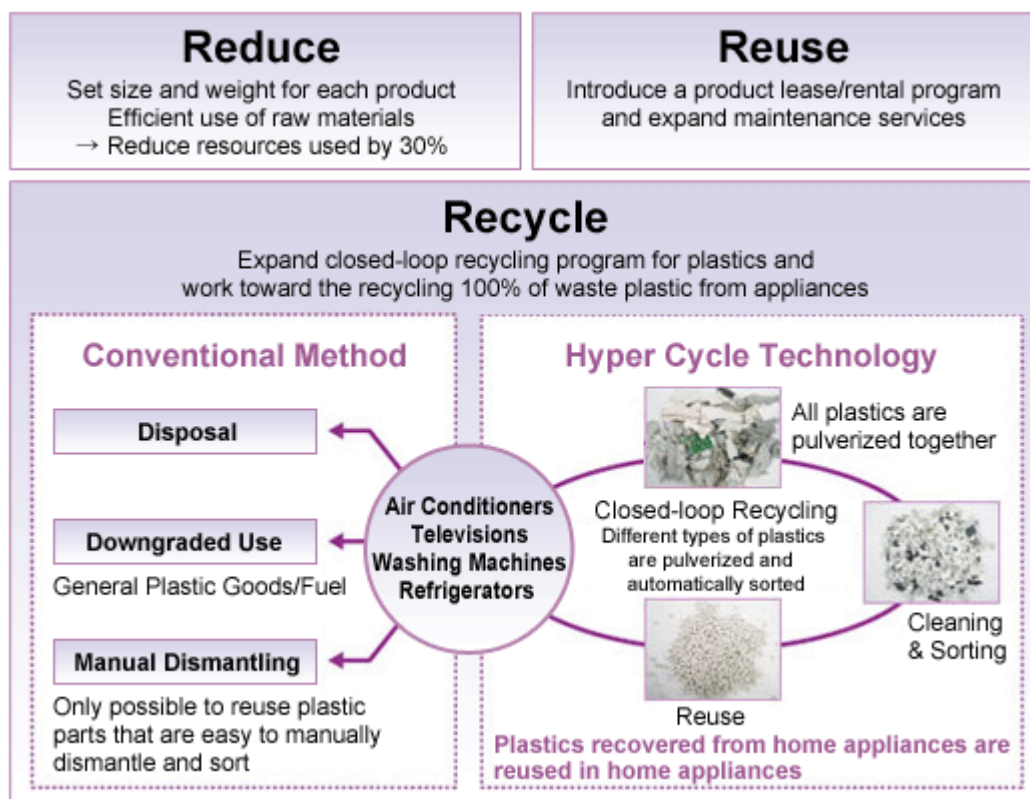 Reduce
Set size and weight for each product
Efficient use of raw materials
→ Reduce resources used by 30%
Reuse
Introduce a product lease/rental program
and expand maintenance services
Recycle
Expand closed-loop recycling program for plastics and
work toward the recycling 100% of waste plastic from appliances
Conventional Method
Disposal
Downgraded Use
General Plastic Goods/Fuel
Manual Dismantling
Only possible to reuse plastic
parts that are easy to manually
dismantle and sort
Air Conditioners
Televisions
Washing Machines
Refrigerators
Hyper Cycle Technology
All plastics are
pulverized together
Closed-loop Recycling
Different types of plastics
are pulverized and
automatically sorted
Cleaning
& Sorting
Reuse
Plastics recovered from home appliances are
reused in home appliances